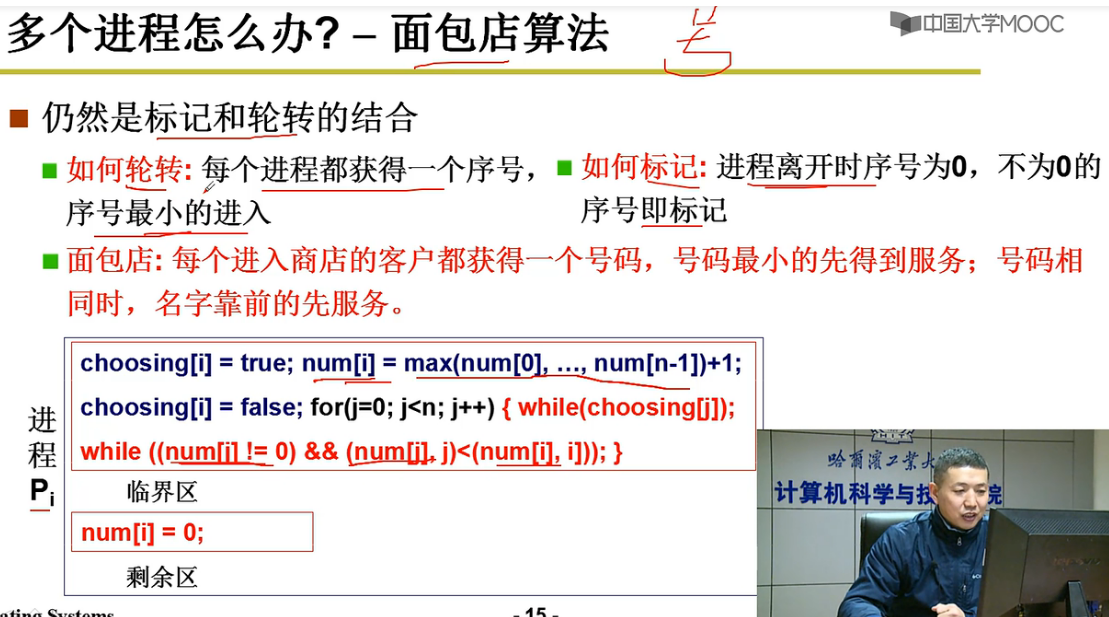 多个进程怎么办? – 面包店算法
中国大学MOOC
仍然是标记和轮转的结合
如何轮转: 每个进程都获得一个序号,
序号最小的进入
如何标记: 进程离开时序号为0，不为0的
序号即标记
面包店: 每个进入商店的客户都获得一个号码，号码最小的先得到服务；号码相
同时，名字靠前的先服务。
choosing[i] = true; num[i] = max(num[0], …, num[n-1])+1;
choosing[i] = false; for(j=0; j<n; j++) { while(choosing[j]);
while ((num[j] != 0) && (num[j], j)<(num[i], i])); }
进程
Pi
临界区
num[i] = 0;
剩余区
哈尔滨工业大
计算机科学与技
院
ating Systems
- 15 -